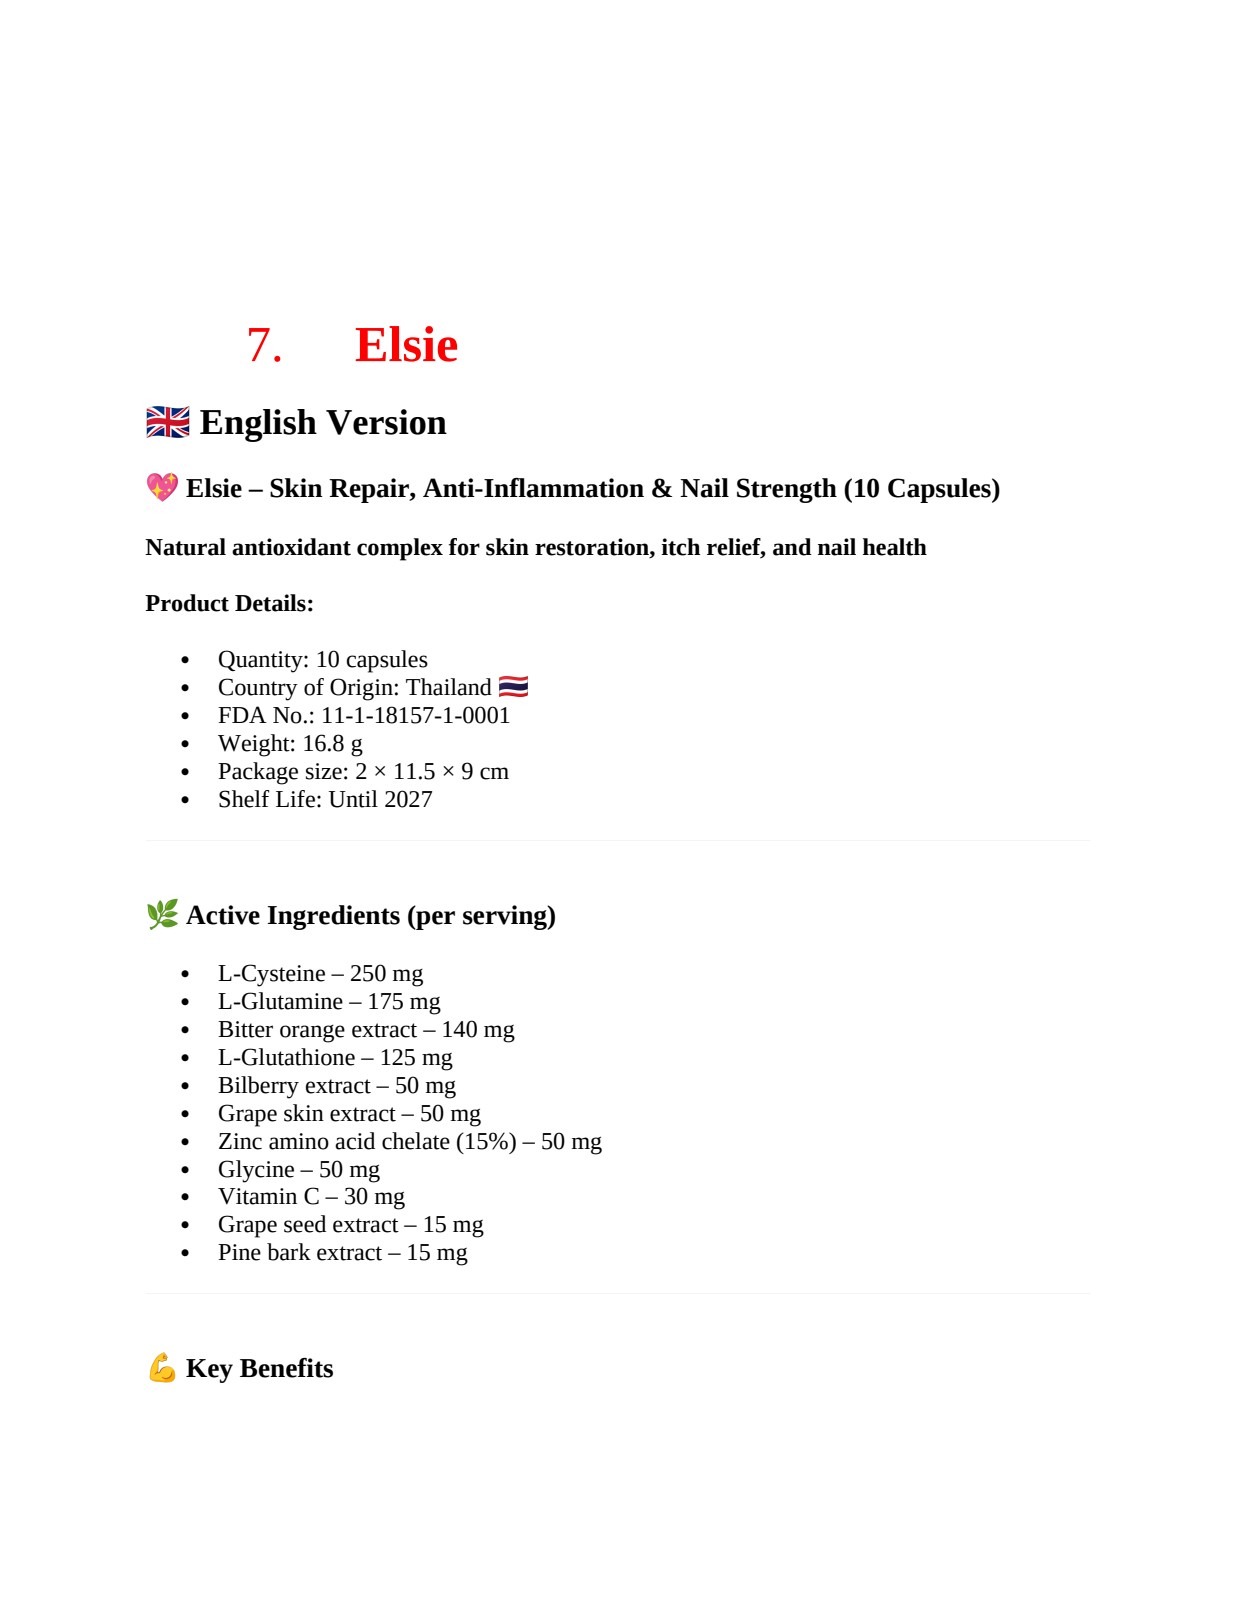 7. Elsie
🇬🇧 English Version
💖 Elsie – Skin Repair, Anti-Inflammation & Nail Strength (10 Capsules)
Natural antioxidant complex for skin restoration, itch relief, and nail health
Product Details:
• Quantity: 10 capsules
• Country of Origin: Thailand 🇹🇭
• FDA No.: 11-1-18157-1-0001
• Weight: 16.8 g
• Package size: 2 × 11.5 × 9 cm
• Shelf Life: Until 2027
🌿 Active Ingredients (per serving)
• L-Cysteine – 250 mg
• L-Glutamine – 175 mg
• Bitter orange extract – 140 mg
• L-Glutathione – 125 mg
• Bilberry extract – 50 mg
• Grape skin extract – 50 mg
• Zinc amino acid chelate (15%) – 50 mg
• Glycine – 50 mg
• Vitamin C – 30 mg
• Grape seed extract – 15 mg
• Pine bark extract – 15 mg
💪 Key Benefits